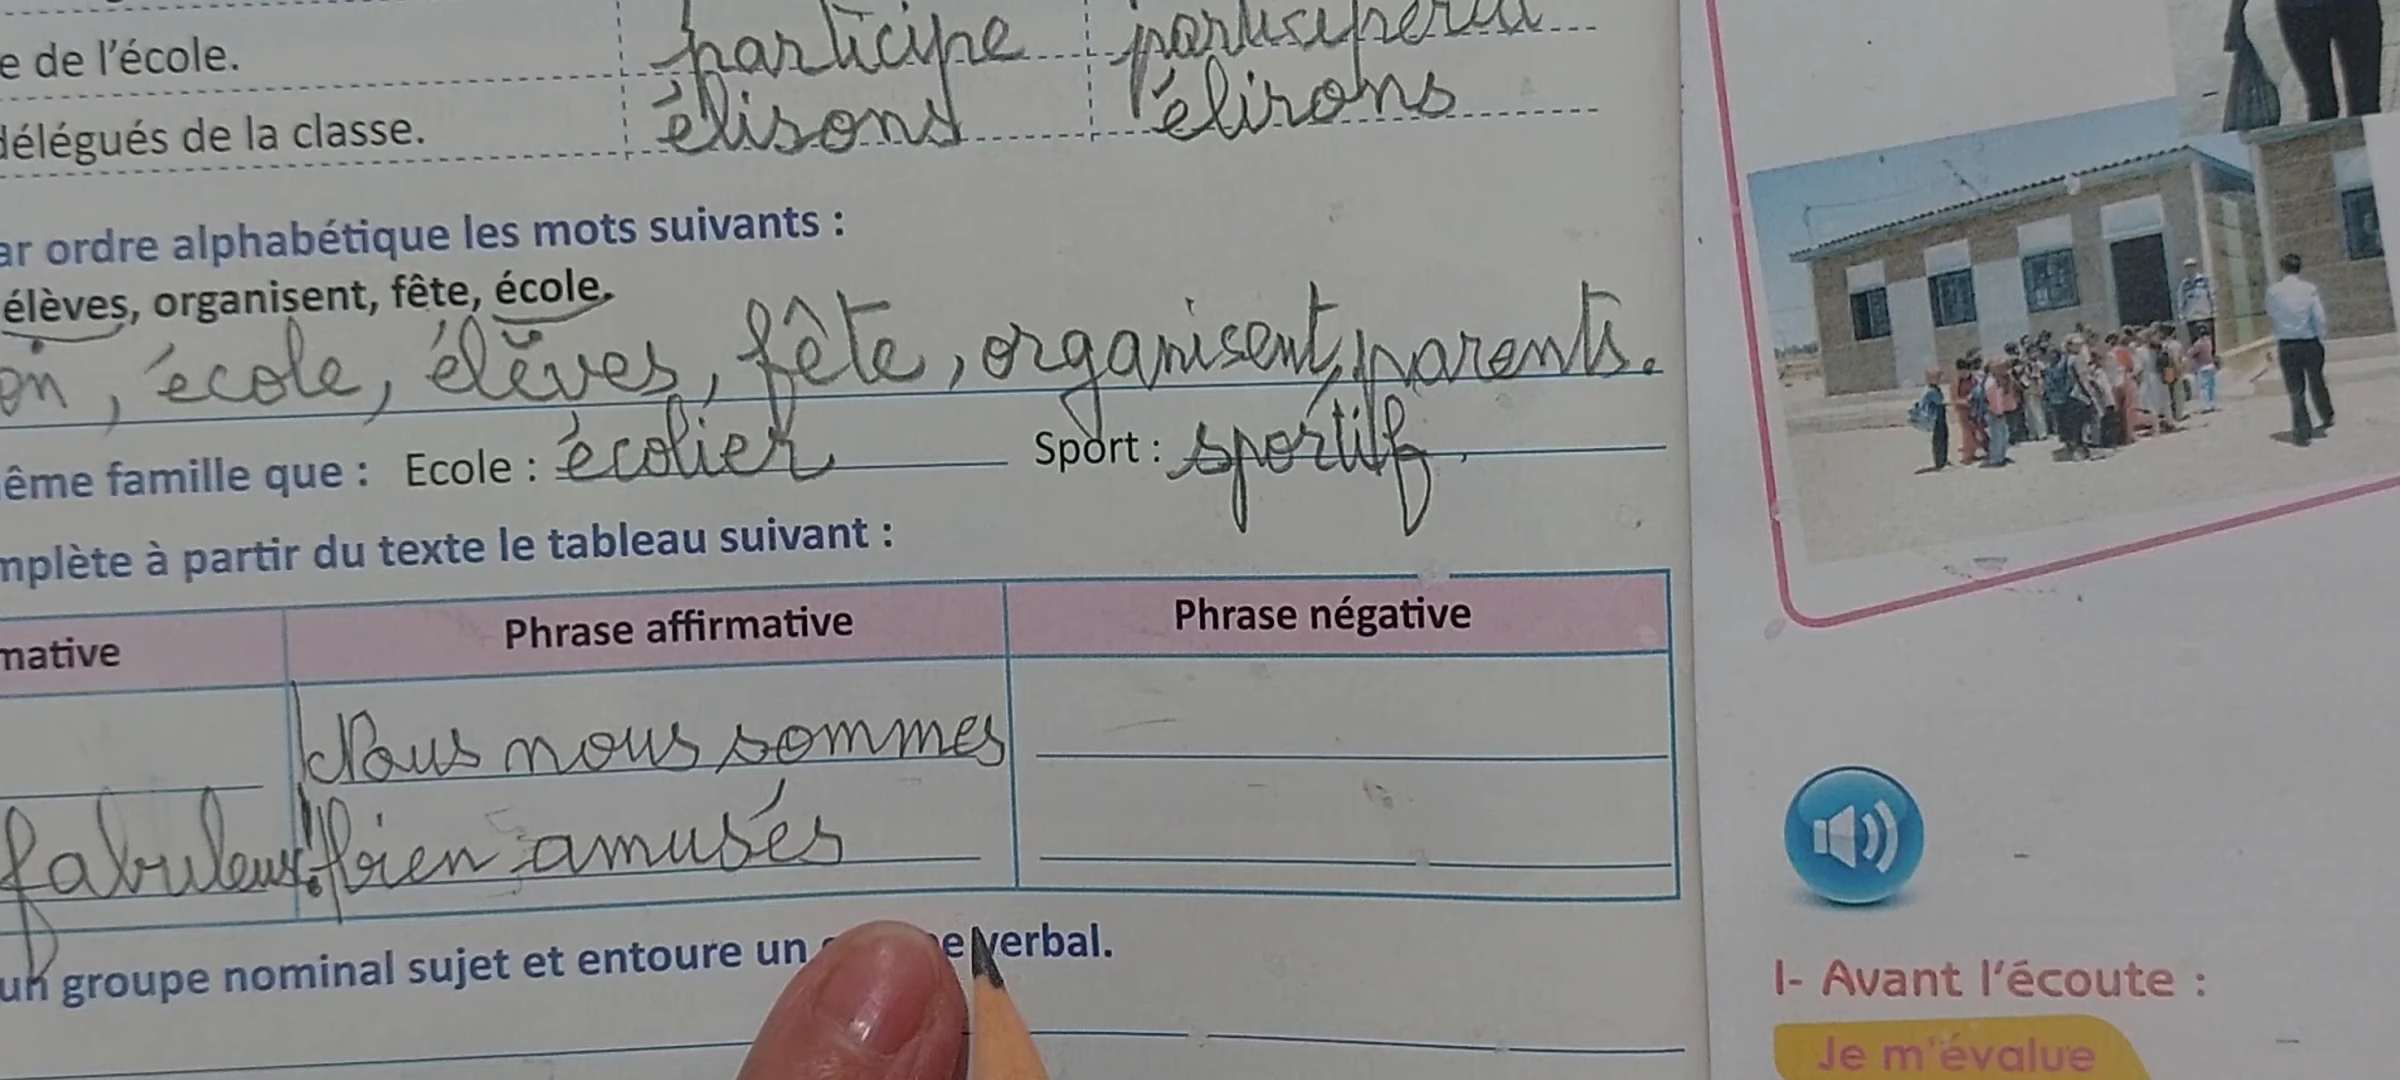 e de l'école. participe participera
délégués de la classe. élisons élirons
ar ordre alphabétique les mots suivants :
élèves, organisent, fête, école.
on, école, élèves, fête, organisent, parents.
ême famille que : Ecole : écolier Sport : sportif
mplète à partir du texte le tableau suivant :
mative Phrase affirmative Phrase négative
Nous nous sommes
fabuleux! bien amusés
un groupe nominal sujet et entoure un verbal.
I- Avant l'écoute :
Je m'évalue